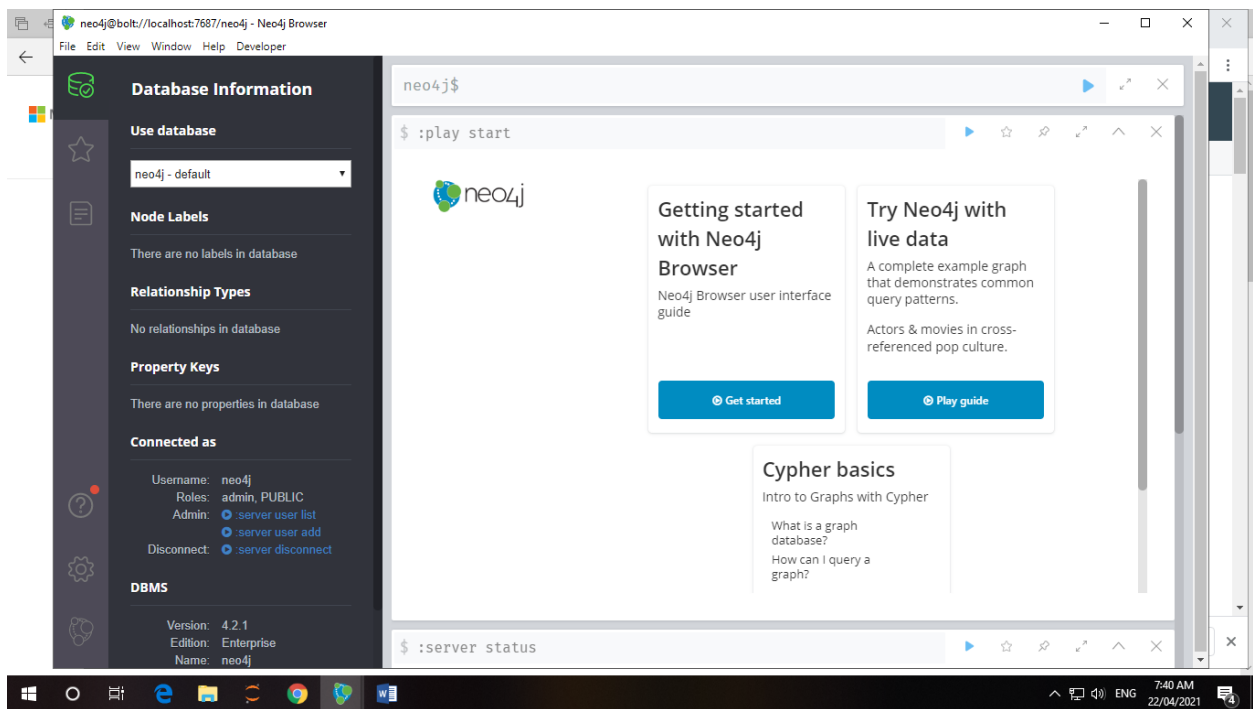 neo4j@bolt://localhost:7687/neo4j - Neo4j Browser
File Edit View Window Help Developer
Database Information
Use database
neo4j - default
Node Labels
There are no labels in database
Relationship Types
No relationships in database
Property Keys
There are no properties in database
Connected as
Username: neo4j
Roles: admin, PUBLIC
Admin: :server user list
:server user add
Disconnect: :server disconnect
DBMS
Version: 4.2.1
Edition: Enterprise
Name: neo4j
neo4j$
$ :play start
neo4j
Getting started
with Neo4j
Browser
Neo4j Browser user interface
guide
Get started
Try Neo4j with
live data
A complete example graph
that demonstrates common
query patterns.
Actors & movies in cross-
referenced pop culture.
Play guide
Cypher basics
Intro to Graphs with Cypher
What is a graph
database?
How can I query a
graph?
$ :server status
ENG
7:40 AM
22/04/2021
4